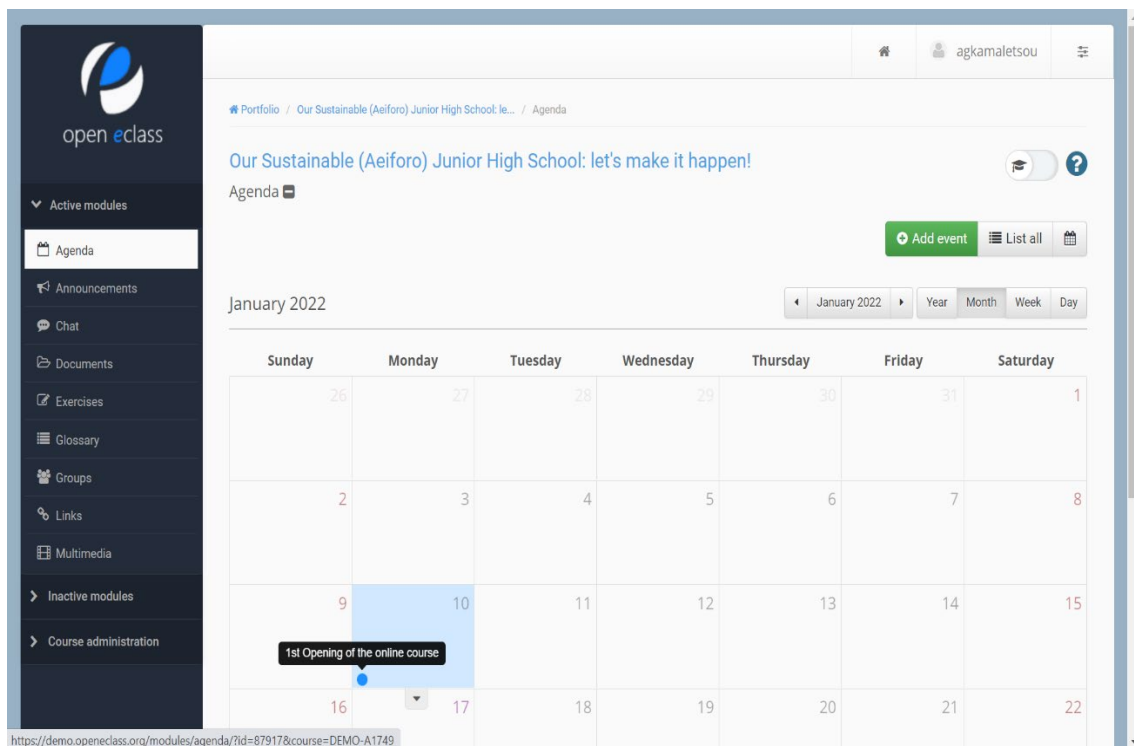 open eclass
agkamaletsou
Portfolio / Our Sustainable (Aeiforo) Junior High School: le... / Agenda
Our Sustainable (Aeiforo) Junior High School: let's make it happen!
Agenda
Active modules
Agenda
Announcements
Chat
Documents
Exercises
Glossary
Groups
Links
Multimedia
Inactive modules
Course administration
Add event List all
January 2022
January 2022 Year Month Week Day
Sunday Monday Tuesday Wednesday Thursday Friday Saturday
26 27 28 29 30 31 1
2 3 4 5 6 7 8
9 10 11 12 13 14 15
1st Opening of the online course
16 17 18 19 20 21 22
https://demo.openeclass.org/modules/agenda/?id=87917&course=DEMO-A1749